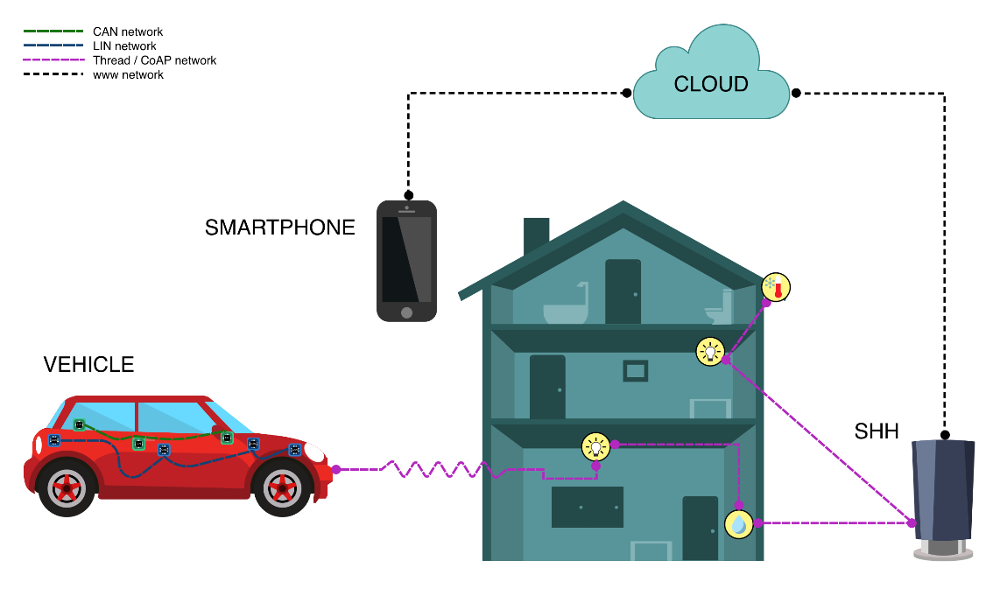 CAN network
LIN network
Thread / CoAP network
www network
CLOUD
SMARTPHONE
VEHICLE
SHH